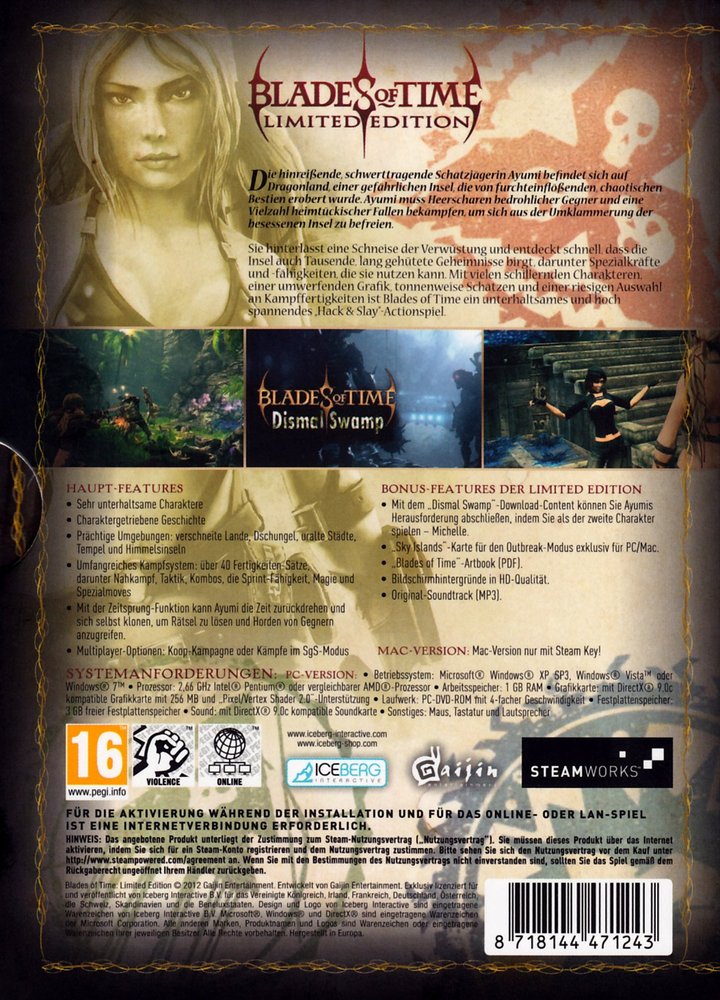 BLADES OF TIME
LIMITED EDITION
Die hinreißende, schwerttragende Schatzjägerin Ayumi befindet sich auf
Dragonland, einer gefährlichen Insel, die von furchteinflößenden, chaotischen
Bestien erobert wurde. Ayumi muss Heerscharen bedrohlicher Gegner und eine
Vielzahl heimtückischer Fallen bekämpfen, um sich aus der Umklammerung der
besessenen Insel zu befreien.
Sie hinterlässt eine Schneise der Verwüstung und entdeckt schnell, dass die
Insel auch Tausende, lang gehütete Geheimnisse birgt, darunter Spezialkräfte
und -fähigkeiten, die sie nutzen kann. Mit vielen schillernden Charakteren,
einer umwerfenden Grafik, tonnenweise Schätzen und einer riesigen Auswahl
an Kampffertigkeiten ist Blades of Time ein unterhaltsames und hoch
spannendes „Hack & Slay“-Actionspiel.
BLADES OF TIME
Dismal Swamp
HAUPT-FEATURES
• Sehr unterhaltsame Charaktere
• Charaktergetriebene Geschichte
• Prächtige Umgebungen: verschneite Lande, Dschungel, uralte Städte,
Tempel und Himmelsinseln
• Umfangreiches Kampfsystem: über 40 Fertigkeiten-Sätze,
darunter Nahkampf, Taktik, Kombos, die Sprint-Fähigkeit, Magie und
Spezialmoves
• Mit der Zeitsprung-Funktion kann Ayumi die Zeit zurückdrehen und
sich selbst klonen, um Rätsel zu lösen und Horden von Gegnern
anzugreifen.
• Multiplayer-Optionen: Koop-Kampagne oder Kämpfe im SgS-Modus
BONUS-FEATURES DER LIMITED EDITION
• Mit dem „Dismal Swamp“-Download-Content können Sie Ayumis
Herausforderung abschließen, indem Sie als der zweite Charakter
spielen – Michelle.
• „Sky Islands“-Karte für den Outbreak-Modus exklusiv für PC/Mac.
• „Blades of Time“-Artbook (PDF).
• Bildschirmhintergründe in HD-Qualität.
• Original-Soundtrack (MP3).
MAC-VERSION: Mac-Version nur mit Steam Key!
SYSTEMANFORDERUNGEN: PC-VERSION: • Betriebssystem: Microsoft® Windows® XP SP3, Windows® Vista™ oder
Windows® 7™ • Prozessor: 2,66 GHz Intel® Pentium® oder vergleichbarer AMD®-Prozessor • Arbeitsspeicher: 1 GB RAM • Grafikkarte: mit DirectX® 9.0c
kompatible Grafikkarte mit 256 MB und „Pixel/Vertex Shader 2.0“-Unterstützung • Laufwerk: PC-DVD-ROM mit 4-facher Geschwindigkeit • Festplattenspeicher:
3 GB freier Festplattenspeicher • Sound: mit DirectX® 9.0c kompatible Soundkarte • Sonstiges: Maus, Tastatur und Lautsprecher
16
www.pegi.info
VIOLENCE
ONLINE
www.iceberg-interactive.com
www.iceberg-shop.com
ICEBERG
INTERACTIVE
Gaijin
entertainment
STEAMWORKS™
FÜR DIE AKTIVIERUNG WÄHREND DER INSTALLATION UND FÜR DAS ONLINE- ODER LAN-SPIEL
IST EINE INTERNETVERBINDUNG ERFORDERLICH.
HINWEIS: Das angebotene Produkt unterliegt der Zustimmung zum Steam-Nutzungsvertrag („Nutzungsvertrag“). Sie müssen dieses Produkt über das Internet
aktivieren, indem Sie sich für ein Steam-Konto registrieren und dem Nutzungsvertrag zustimmen. Bitte sehen Sie sich den Nutzungsvertrag vor dem Kauf unter
http://www.steampowered.com/agreement an. Wenn Sie mit den Bestimmungen des Nutzungsvertrags nicht einverstanden sind, sollten Sie das Spiel gemäß dem
Rückgaberecht ungeöffnet Ihrem Händler zurückgeben.
Blades of Time: Limited Edition © 2012 Gaijin Entertainment. Entwickelt von Gaijin Entertainment. Exklusiv lizenziert für
und veröffentlicht von Iceberg Interactive B.V. für das Vereinigte Königreich, Irland, Frankreich, Deutschland, Österreich,
die Schweiz, Skandinavien und die Beneluxstaaten. Design und Logo von Iceberg Interactive sind eingetragene
Warenzeichen von Iceberg Interactive B.V. Microsoft®, Windows® und DirectX® sind eingetragene Warenzeichen
der Microsoft Corporation. Alle anderen Marken, Produktnamen und Logos sind Warenzeichen oder eingetragene
Warenzeichen ihrer jeweiligen Besitzer. Alle Rechte vorbehalten. Hergestellt in Europa.
8 718144 471243